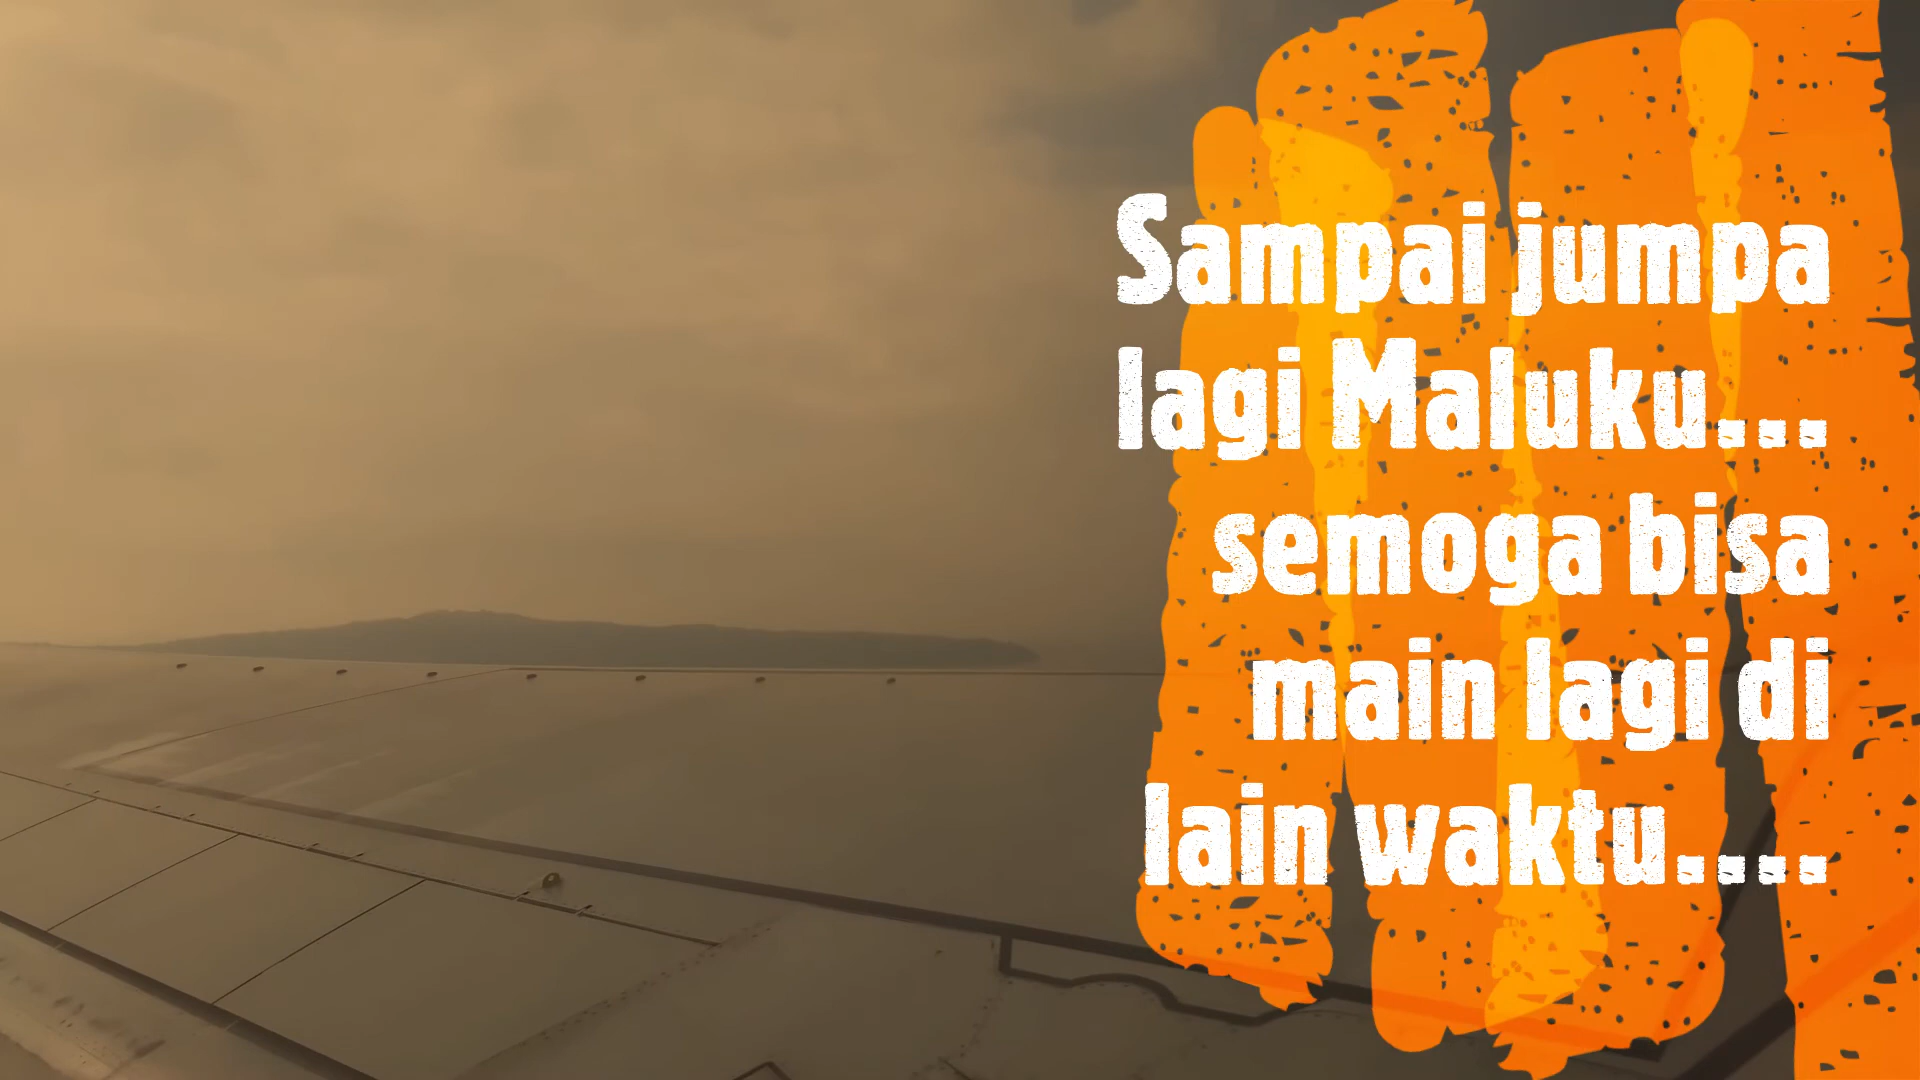 Sampai jumpa
lagi Maluku...
semoga bisa
main lagi di
lain waktu....